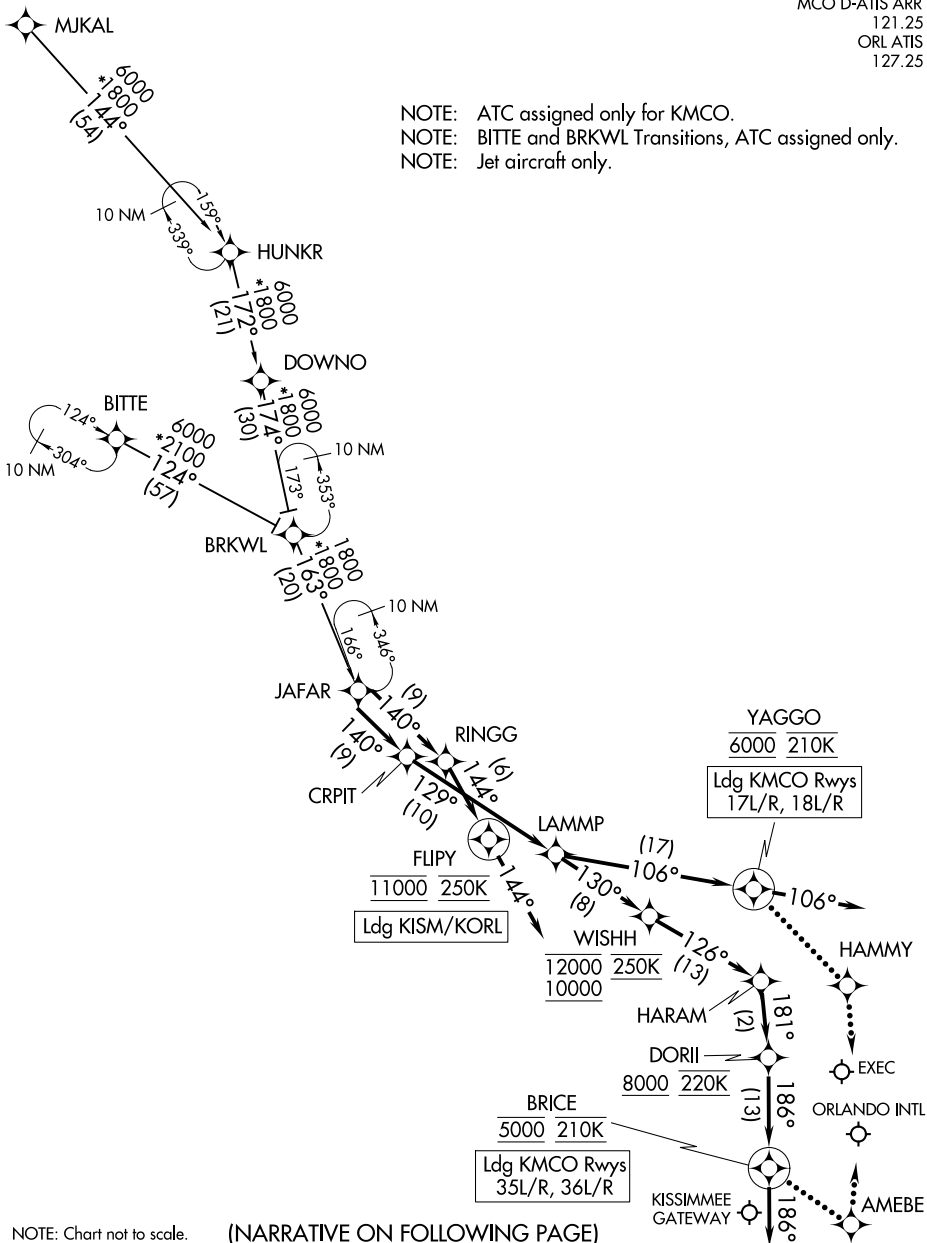 MCO D-ATIS ARR
121.25
ORL ATIS
127.25
MJKAL
6000
*1800
144°
(54)
NOTE: ATC assigned only for KMCO.
NOTE: BITTE and BRKWL Transitions, ATC assigned only.
NOTE: Jet aircraft only.
10 NM
159°
339°
HUNKR
6000
*1800
172°
(21)
DOWNO
6000
*1800
174°
(30)
BITTE
124°
304°
10 NM
6000
*2100
124°
(57)
10 NM
173°
353°
BRKWL
1800
*1800
163°
(20)
10 NM
166°
346°
JAFAR
(9)
140°
140°
(9)
RINGG
(6)
144°
CRPIT
129°
(10)
YAGGO
6000 210K
Ldg KMCO Rwys
17L/R, 18L/R
LAMMP
(17)
106°
106°
FLIPY
11000 250K
Ldg KISM/KORL
144°
130°
(8)
WISHH
12000 250K
10000
126°
(13)
HAMMY
HARAM
181°
(2)
DORII
8000 220K
EXEC
186°
(13)
ORLANDO INTL
BRICE
5000 210K
Ldg KMCO Rwys
35L/R, 36L/R
KISSIMMEE
GATEWAY
186°
AMEBE
NOTE: Chart not to scale.
(NARRATIVE ON FOLLOWING PAGE)